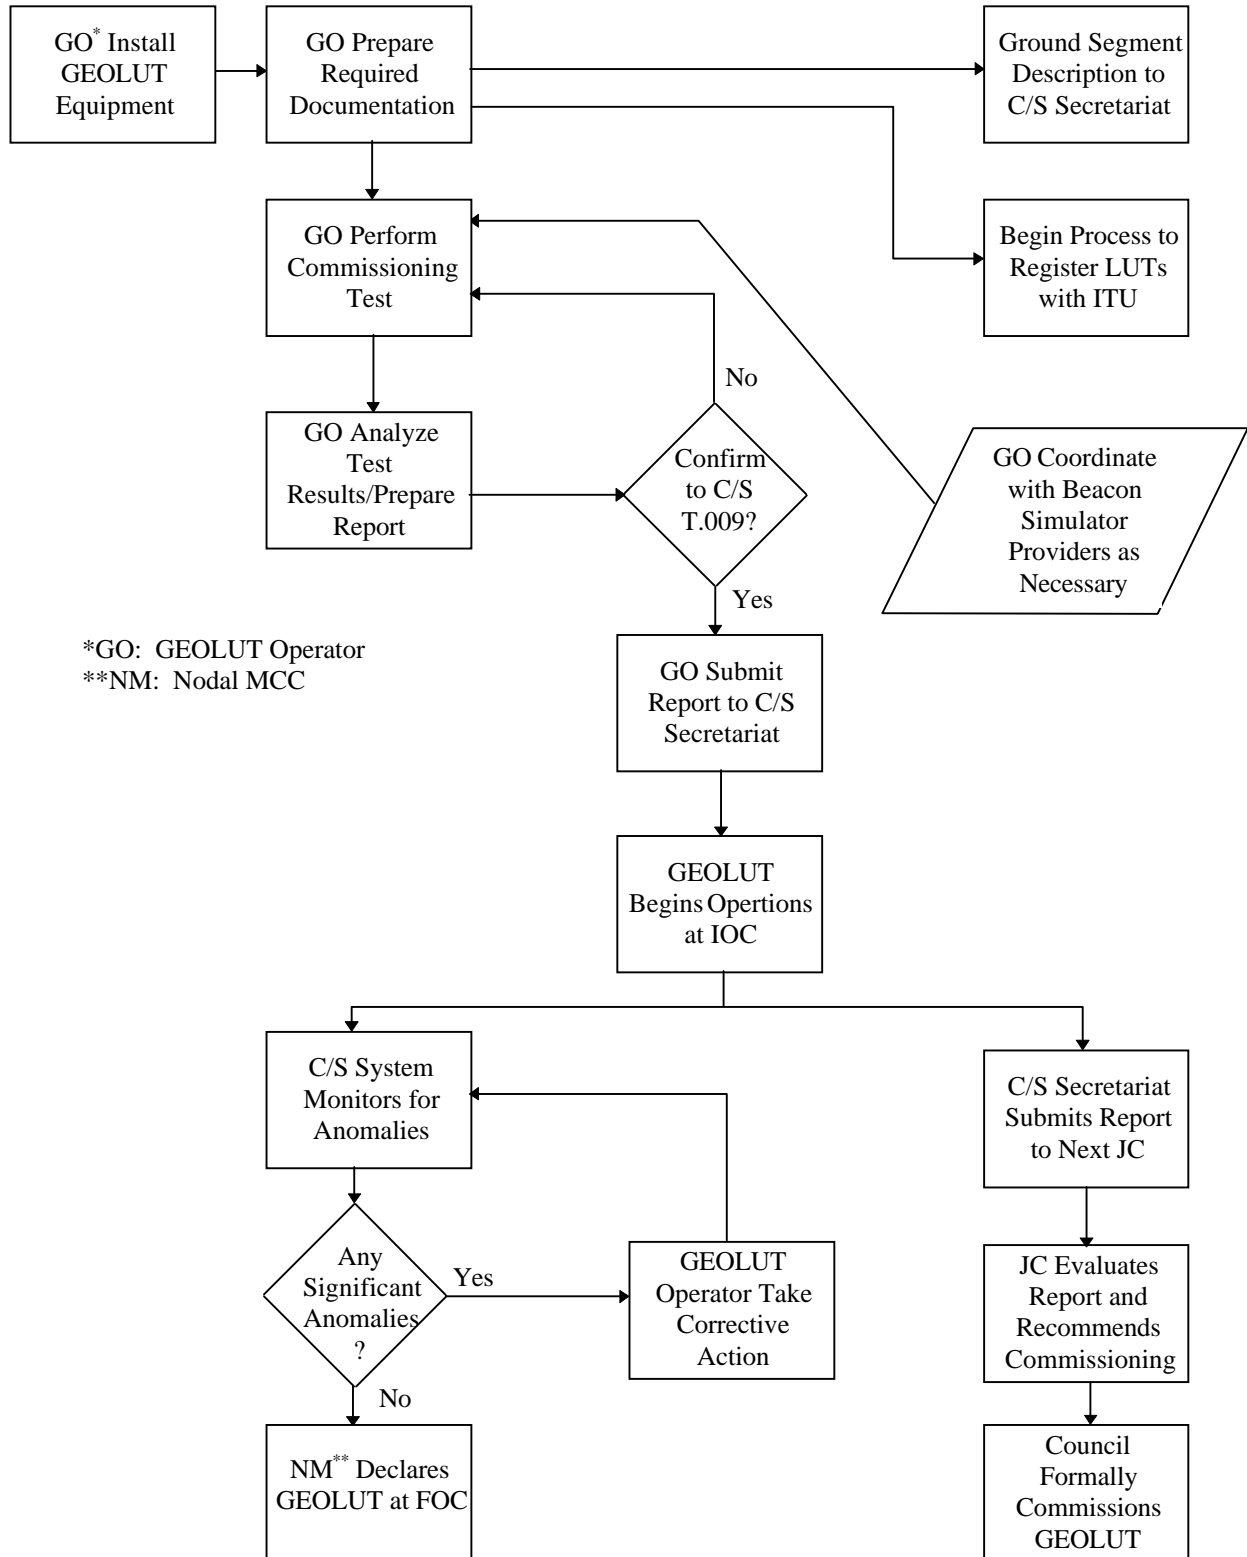 GO* Install
GEOLUT
Equipment
GO Prepare
Required
Documentation
Ground Segment
Description to
C/S Secretariat
GO Perform
Commissioning
Test
Begin Process to
Register LUTs
with ITU
No
GO Analyze
Test
Results/Prepare
Report
Confirm
to C/S
T.009?
GO Coordinate
with Beacon
Simulator
Providers as
Necessary
Yes
*GO: GEOLUT Operator
**NM: Nodal MCC
GO Submit
Report to C/S
Secretariat
GEOLUT
Begins Opertions
at IOC
C/S System
Monitors for
Anomalies
C/S Secretariat
Submits Report
to Next JC
Any
Significant
Anomalies
?
Yes
GEOLUT
Operator Take
Corrective
Action
JC Evaluates
Report and
Recommends
Commissioning
No
NM** Declares
GEOLUT at FOC
Council
Formally
Commissions
GEOLUT